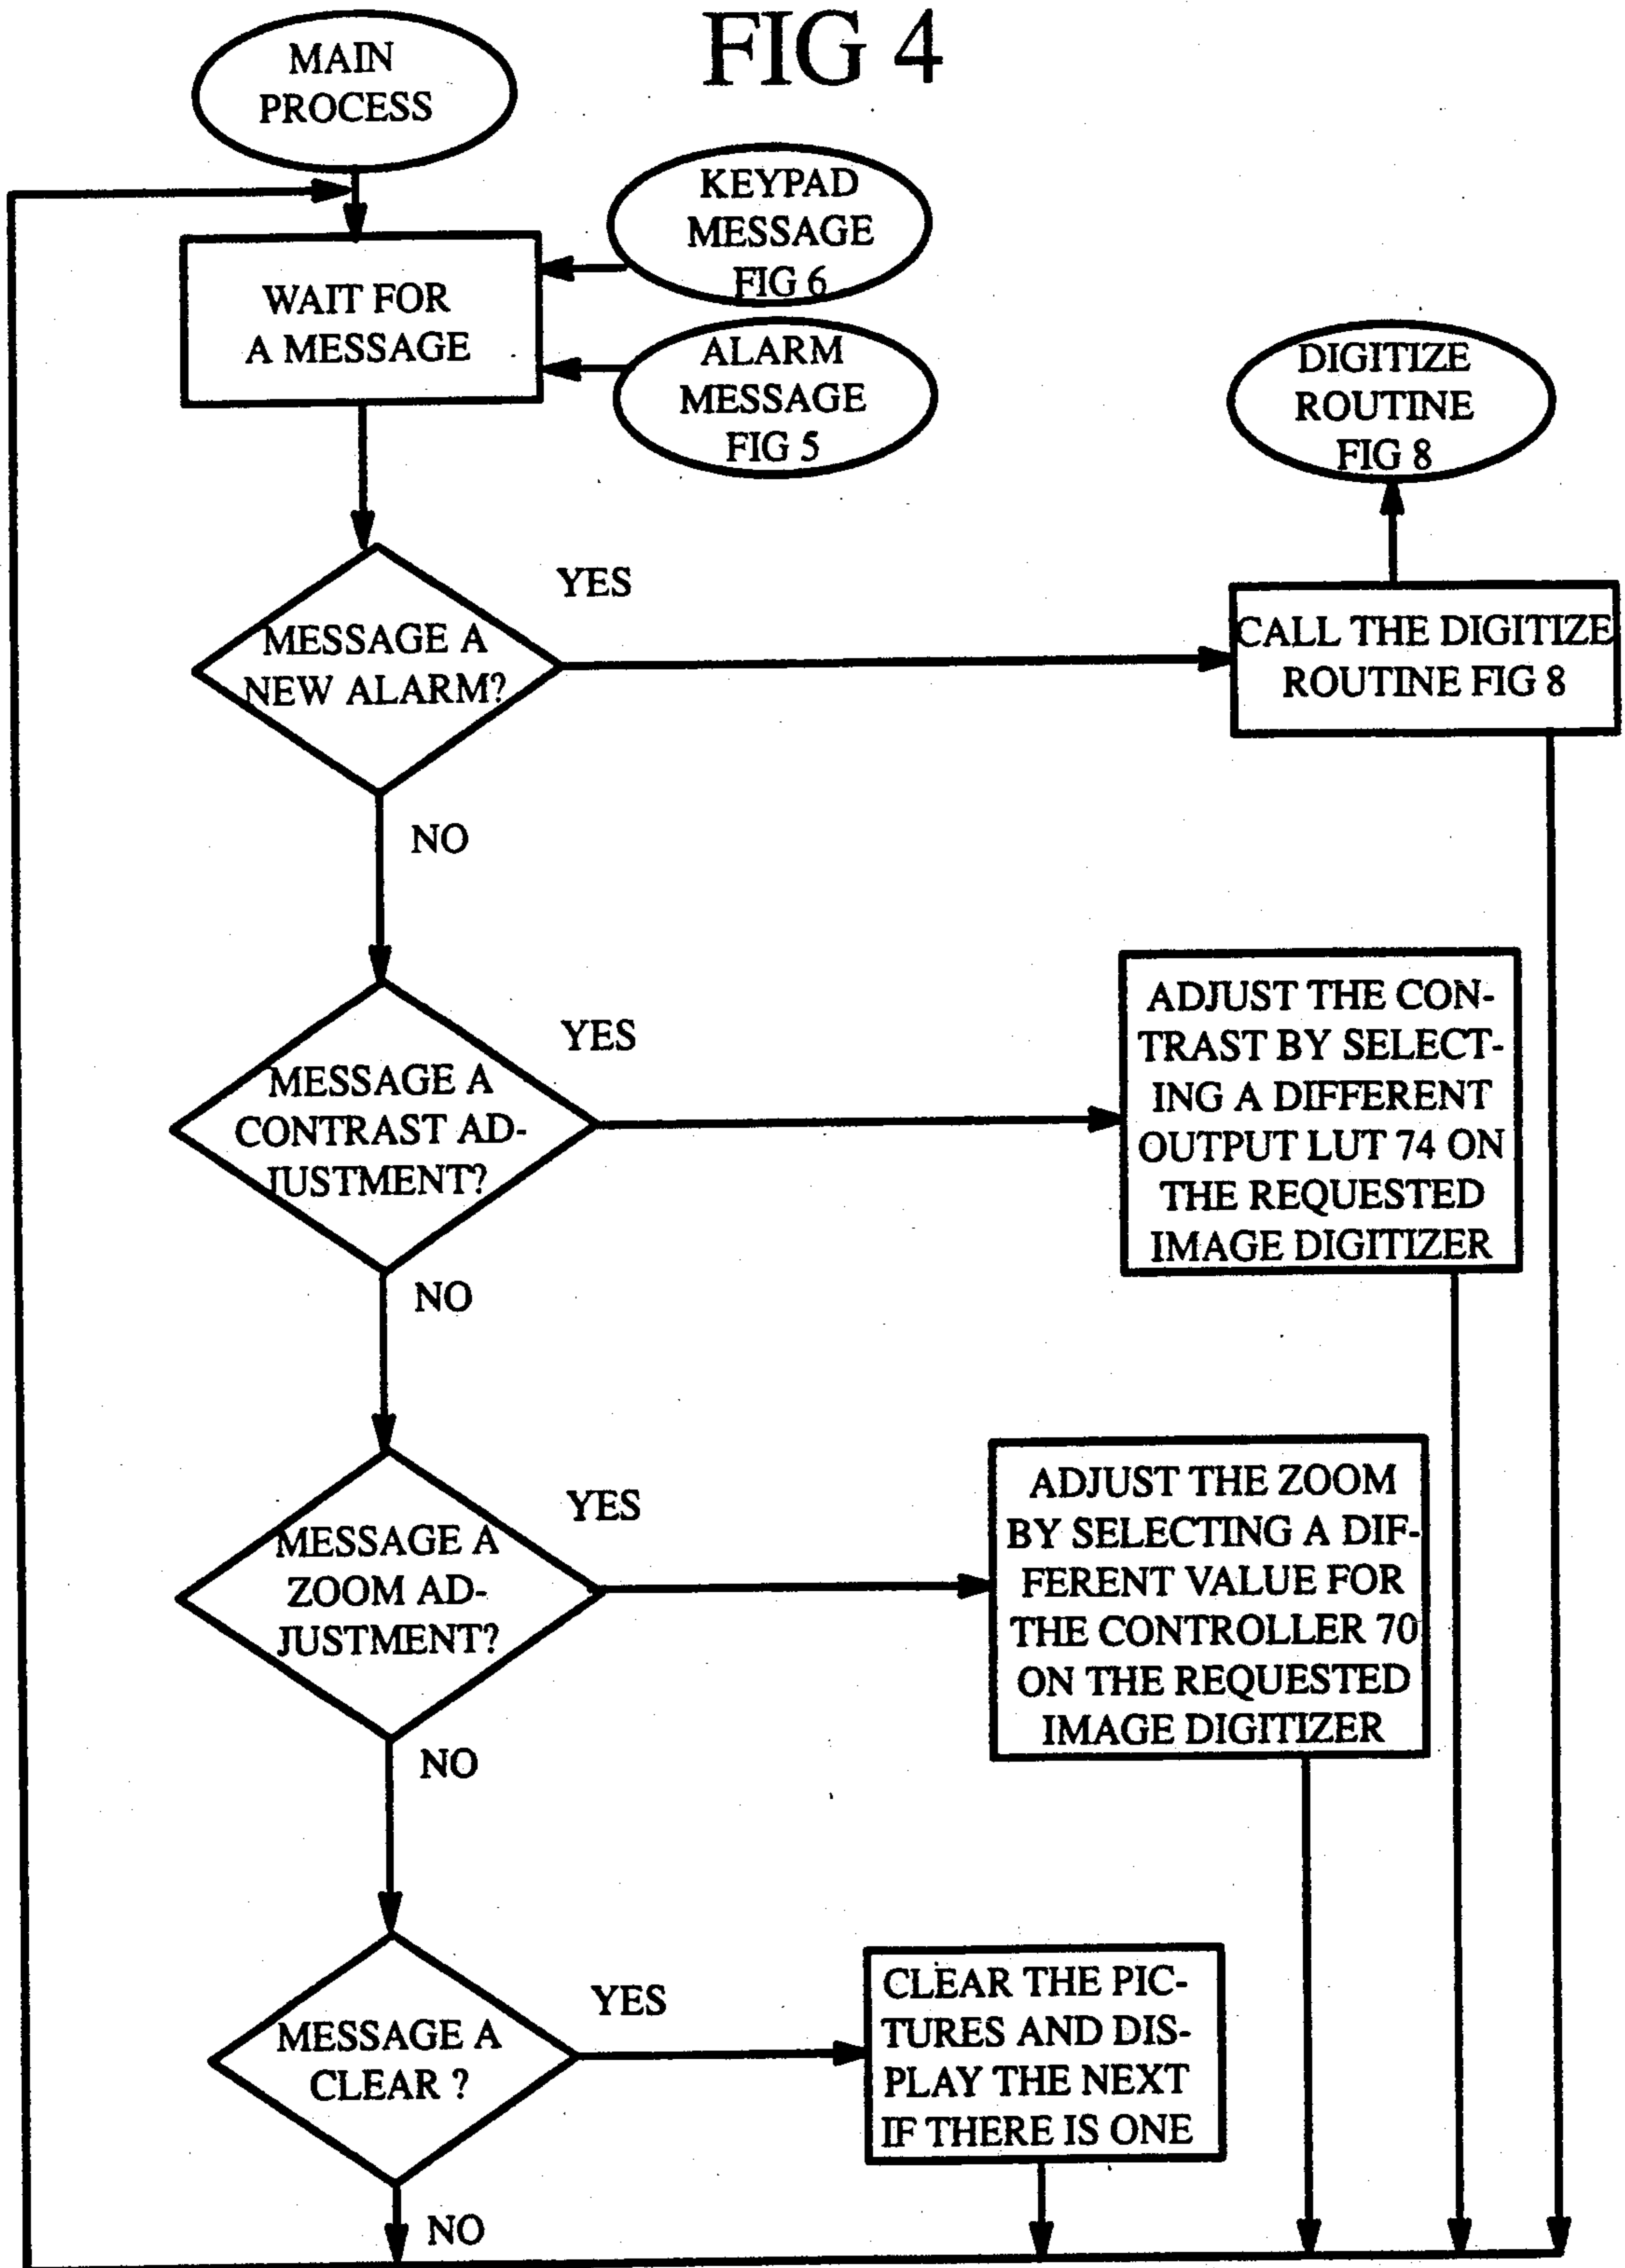 FIG 4
MAIN
PROCESS
KEYPAD
MESSAGE
FIG 6
WAIT FOR
A MESSAGE
ALARM
MESSAGE
FIG 5
DIGITIZE
ROUTINE
FIG 8
YES
MESSAGE A
NEW ALARM?
CALL THE DIGITIZE
ROUTINE FIG 8
NO
YES
MESSAGE A
CONTRAST AD-
JUSTMENT?
ADJUST THE CON-
TRAST BY SELECT-
ING A DIFFERENT
OUTPUT LUT 74 ON
THE REQUESTED
IMAGE DIGITIZER
NO
YES
MESSAGE A
ZOOM AD-
JUSTMENT?
ADJUST THE ZOOM
BY SELECTING A DIF-
FERENT VALUE FOR
THE CONTROLLER 70
ON THE REQUESTED
IMAGE DIGITIZER
NO
YES
MESSAGE A
CLEAR ?
CLEAR THE PIC-
TURES AND DIS-
PLAY THE NEXT
IF THERE IS ONE
NO